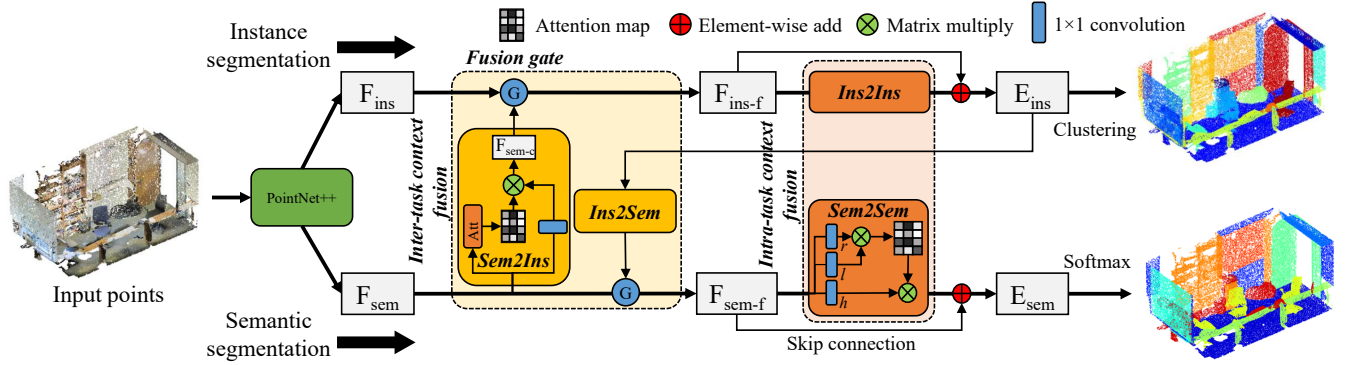 Attention map
Element-wise add
Matrix multiply
1×1 convolution
Instance
segmentation
Fusion gate
F_ins
G
F_ins-f
Ins2Ins
E_ins
Clustering
Inter-task context
fusion
Intra-task context
fusion
F_sem-c
PointNet++
Att
Sem2Ins
Ins2Sem
Sem2Sem
r
l
h
Input points
F_sem
G
F_sem-f
E_sem
Softmax
Semantic
segmentation
Skip connection